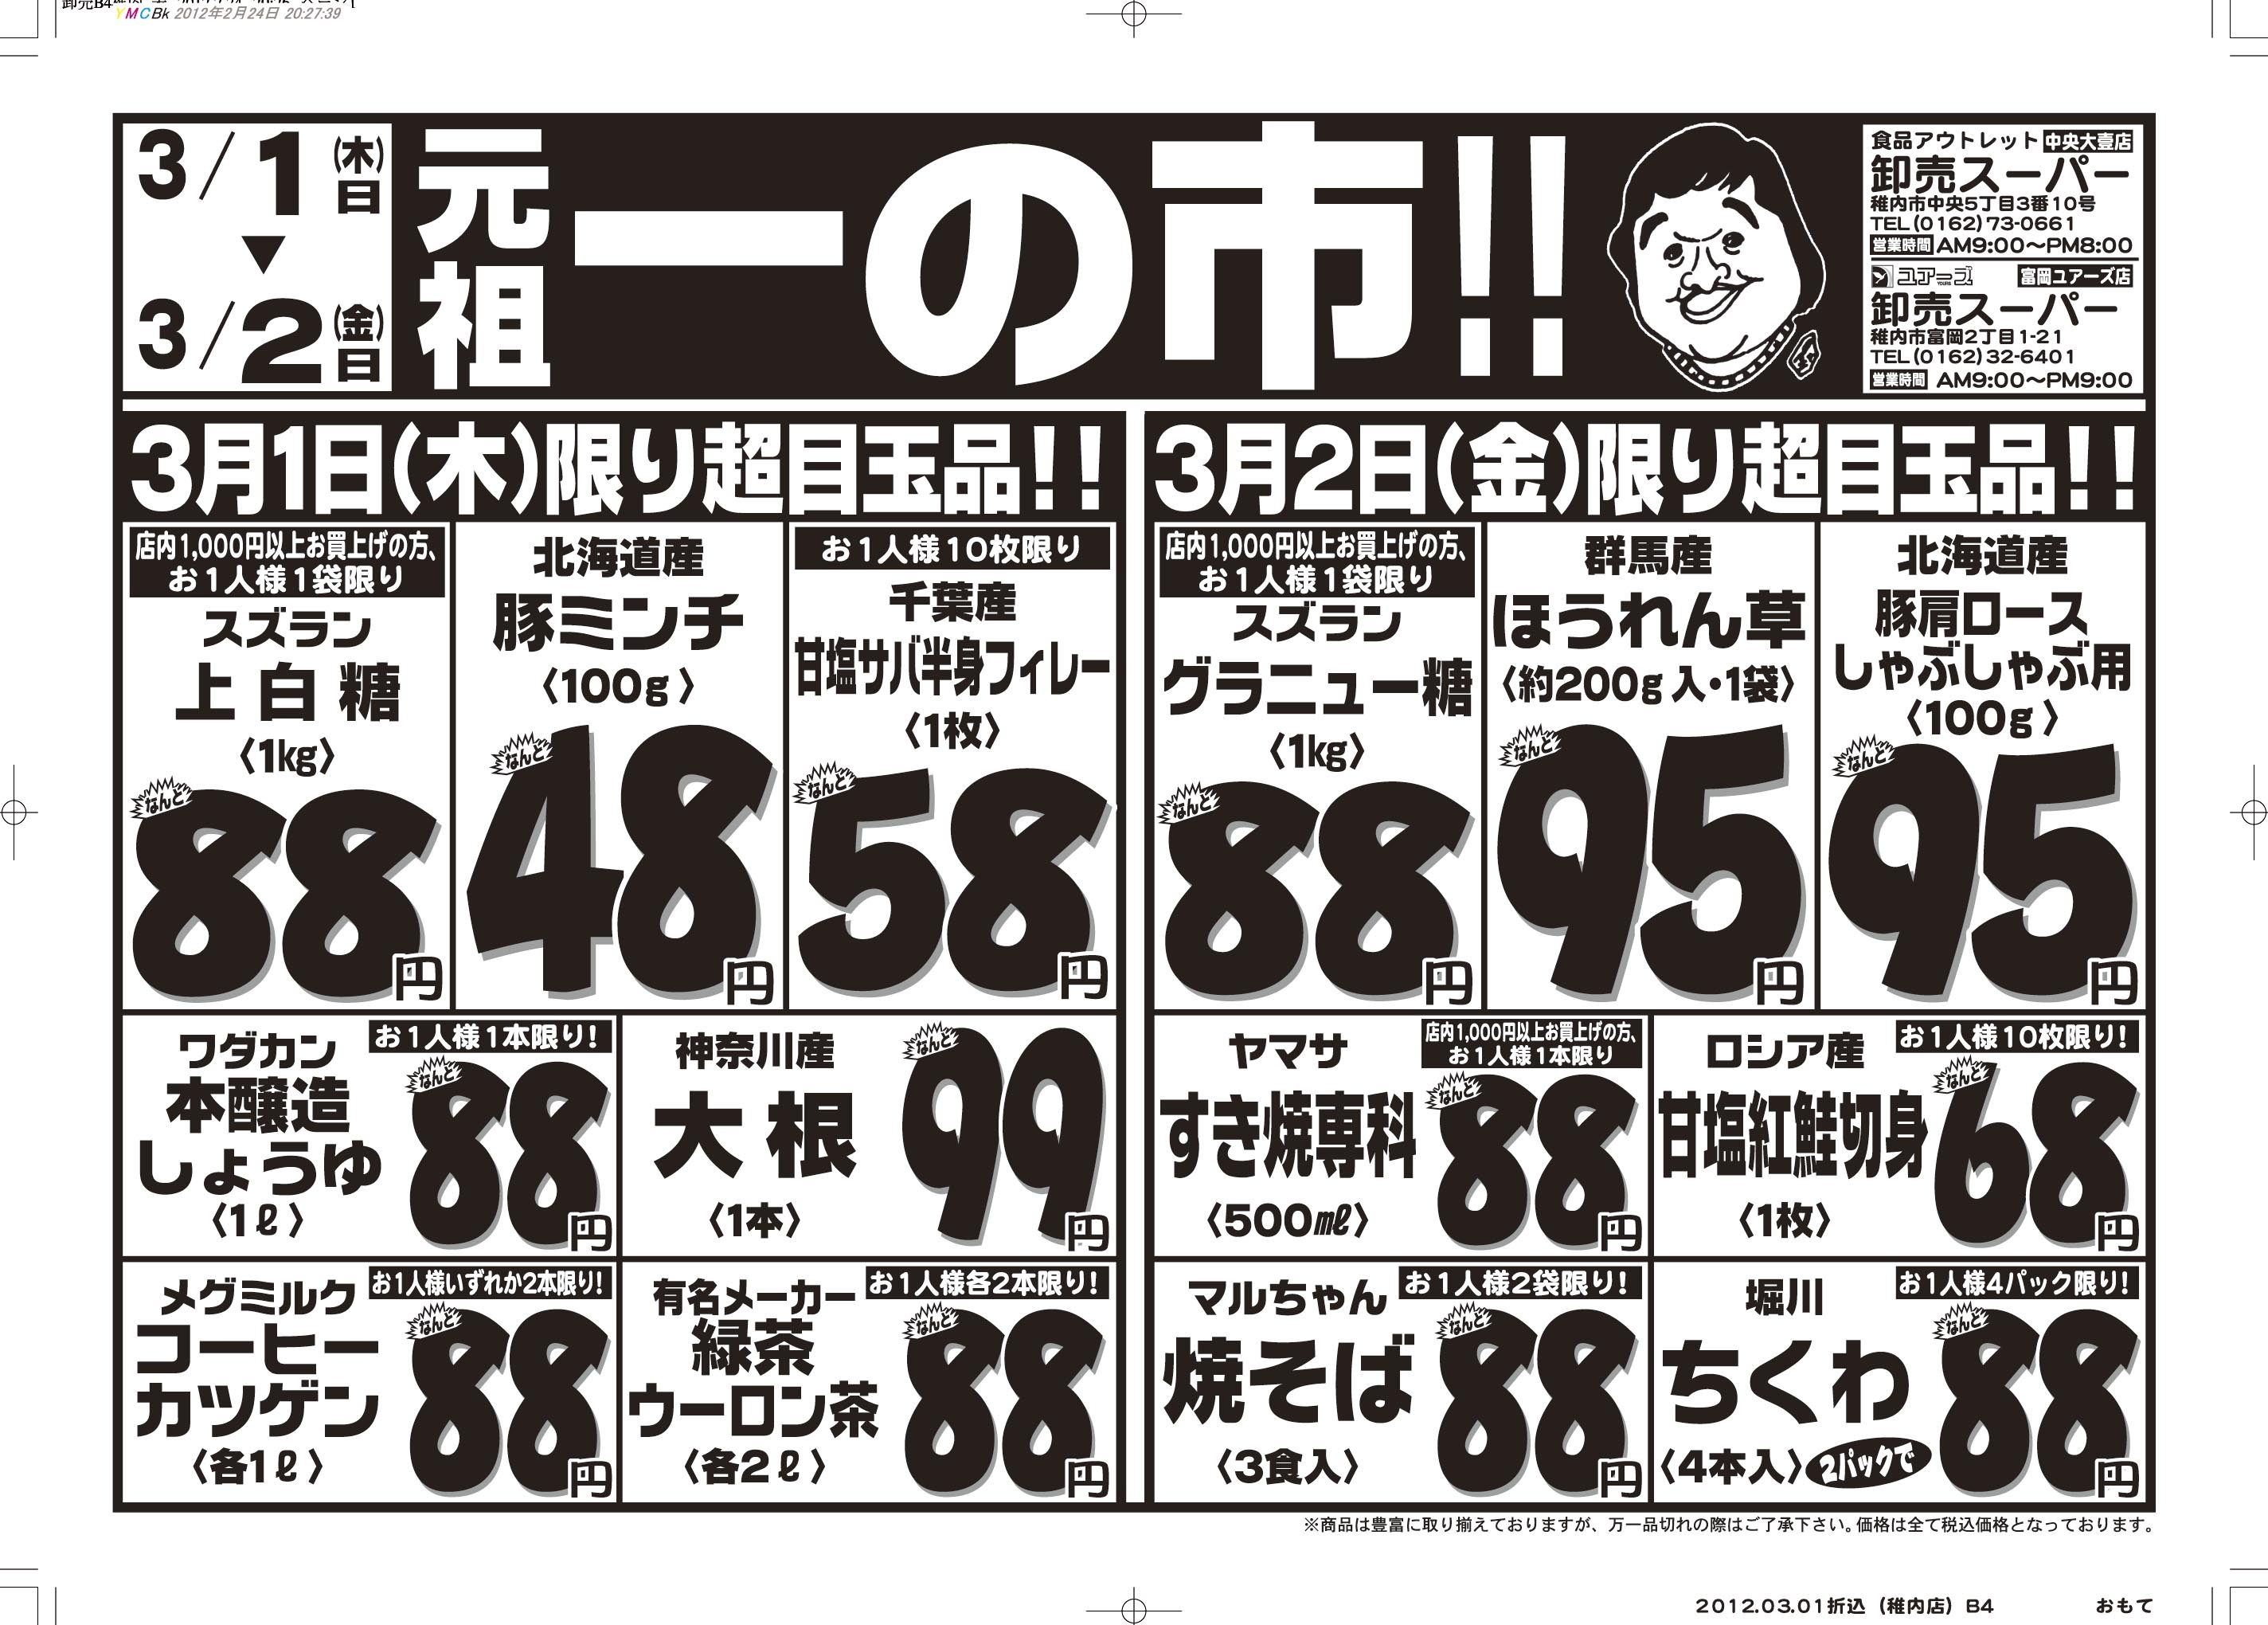 YMCBk 2012年2月24日 20:27:39
3/1(木)日
▼
3/2(金)日
元祖
一の市!!
食品アウトレット 中央大壹店
卸売スーパー
稚内市中央5丁目3番10号
TEL(0162)73-0661
営業時間 AM9:00〜PM8:00
ユアーズ YOURS 富岡ユアーズ店
卸売スーパー
稚内市富岡2丁目1-21
TEL(0162)32-6401
営業時間 AM9:00〜PM9:00
3月1日(木)限り超目玉品!!
店内1,000円以上お買上げの方、
お1人様1袋限り
スズラン
上白糖
〈1kg〉
なんと
88円
北海道産
豚ミンチ
〈100g〉
なんと
48円
お1人様10枚限り
千葉産
甘塩サバ半身フィレー
〈1枚〉
なんと
58円
ワダカン
本醸造
しょうゆ
〈1ℓ〉
お1人様1本限り!
なんと
88円
神奈川産
大根
〈1本〉
なんと
99円
メグミルク
コーヒー
カツゲン
〈各1ℓ〉
お1人様いずれか2本限り!
なんと
88円
有名メーカー
緑茶
ウーロン茶
〈各2ℓ〉
お1人様各2本限り!
なんと
88円
3月2日(金)限り超目玉品!!
店内1,000円以上お買上げの方、
お1人様1袋限り
スズラン
グラニュー糖
〈1kg〉
なんと
88円
群馬産
ほうれん草
〈約200g入・1袋〉
なんと
95円
北海道産
豚肩ロース
しゃぶしゃぶ用
〈100g〉
なんと
95円
ヤマサ
すき焼専科
〈500㎖〉
店内1,000円以上お買上げの方、
お1人様1本限り
なんと
88円
ロシア産
甘塩紅鮭切身
〈1枚〉
お1人様10枚限り!
なんと
68円
マルちゃん
焼そば
〈3食入〉
お1人様2袋限り!
なんと
88円
堀川
ちくわ
〈4本入〉
2パックで
お1人様4パック限り!
なんと
88円
※商品は豊富に取り揃えておりますが、万一品切れの際はご了承下さい。価格は全て税込価格となっております。
2012.03.01折込（稚内店）B4 おもて